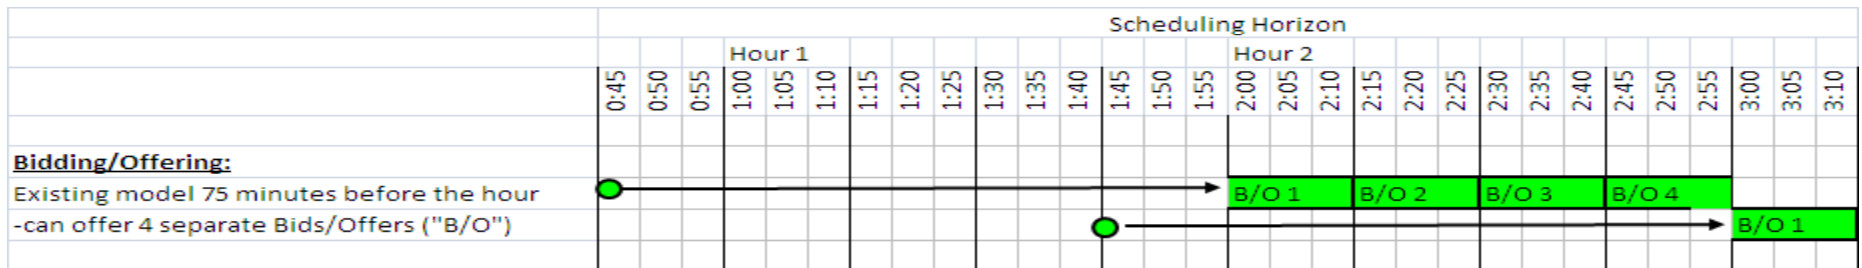 Scheduling Horizon
Hour 1 Hour 2
0:45 0:50 0:55 1:00 1:05 1:10 1:15 1:20 1:25 1:30 1:35 1:40 1:45 1:50 1:55 2:00 2:05 2:10 2:15 2:20 2:25 2:30 2:35 2:40 2:45 2:50 2:55 3:00 3:05 3:10
Bidding/Offering:
Existing model 75 minutes before the hour B/O 1 B/O 2 B/O 3 B/O 4
-can offer 4 separate Bids/Offers ("B/O") B/O 1